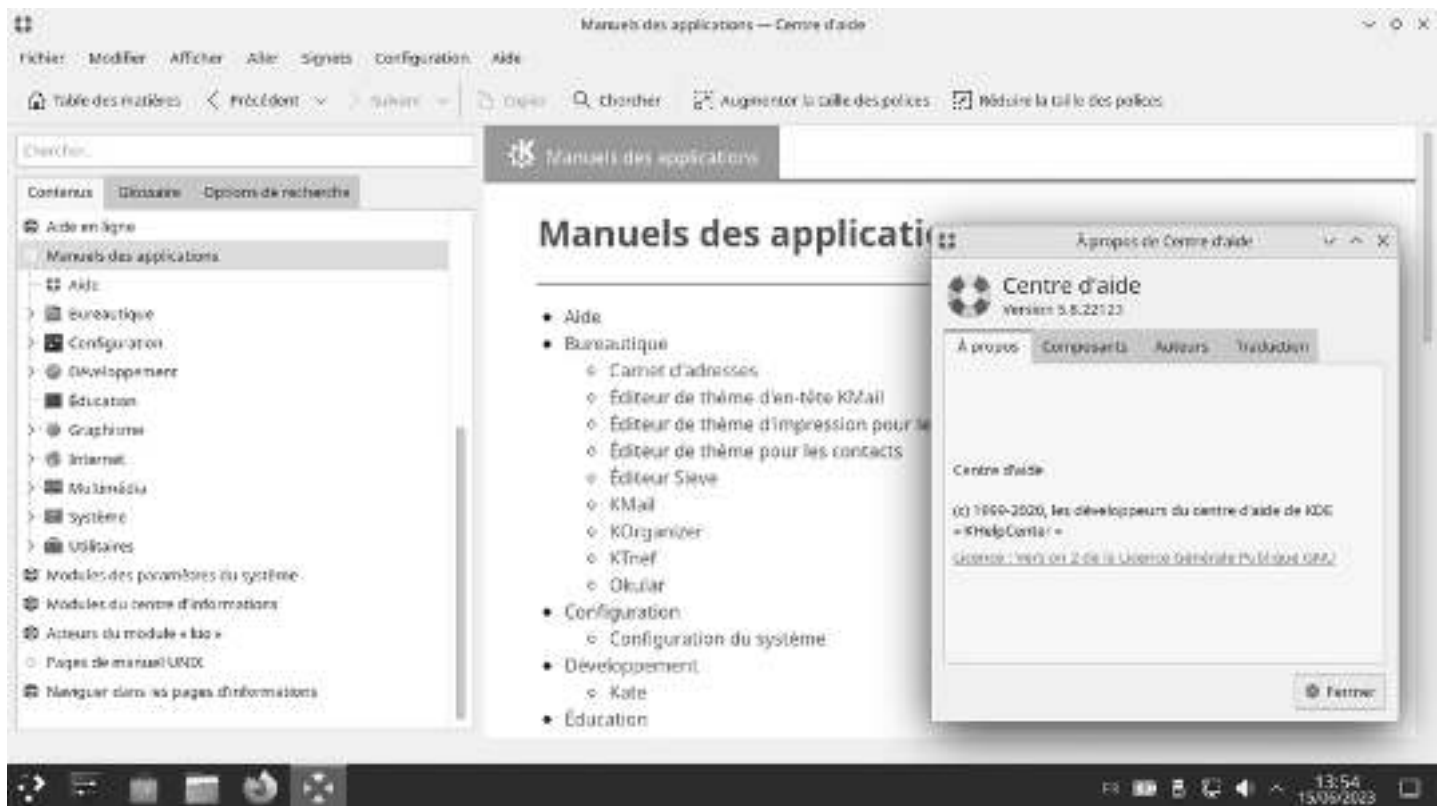 Manuels des applications — Centre d'aide
Fichier Modifier Afficher Aller Signets Configuration Aide
Table des matières Précédent Suivant Copier Chercher Augmenter la taille des polices Réduire la taille des polices
Chercher...
Contenus Glossaire Options de recherche
Aide en ligne
Manuels des applications
Aide
Bureautique
Configuration
Développement
Éducation
Graphisme
Internet
Multimédia
Système
Utilitaires
Modules des paramètres du système
Modules du centre d'informations
Acteurs du module « kio »
Pages de manuel UNIX
Naviguer dans les pages d'informations
Manuels des applications
Manuels des applicati
Aide
Bureautique
Carnet d'adresses
Éditeur de thème d'en-tête KMail
Éditeur de thème d'impression pour le
Éditeur de thème pour les contacts
Éditeur Sieve
KMail
KOrganizer
KTnef
Okular
Configuration
Configuration du système
Développement
Kate
Éducation
À propos de Centre d'aide
Centre d'aide
Version 5.8.22123
À propos Composants Auteurs Traduction
Centre d'aide
(c) 1999-2020, les développeurs du centre d'aide de KDE
« KHelpCenter »
Licence : Version 2 de la Licence Générale Publique GNU
Fermer
FR
13:54
15/06/2023